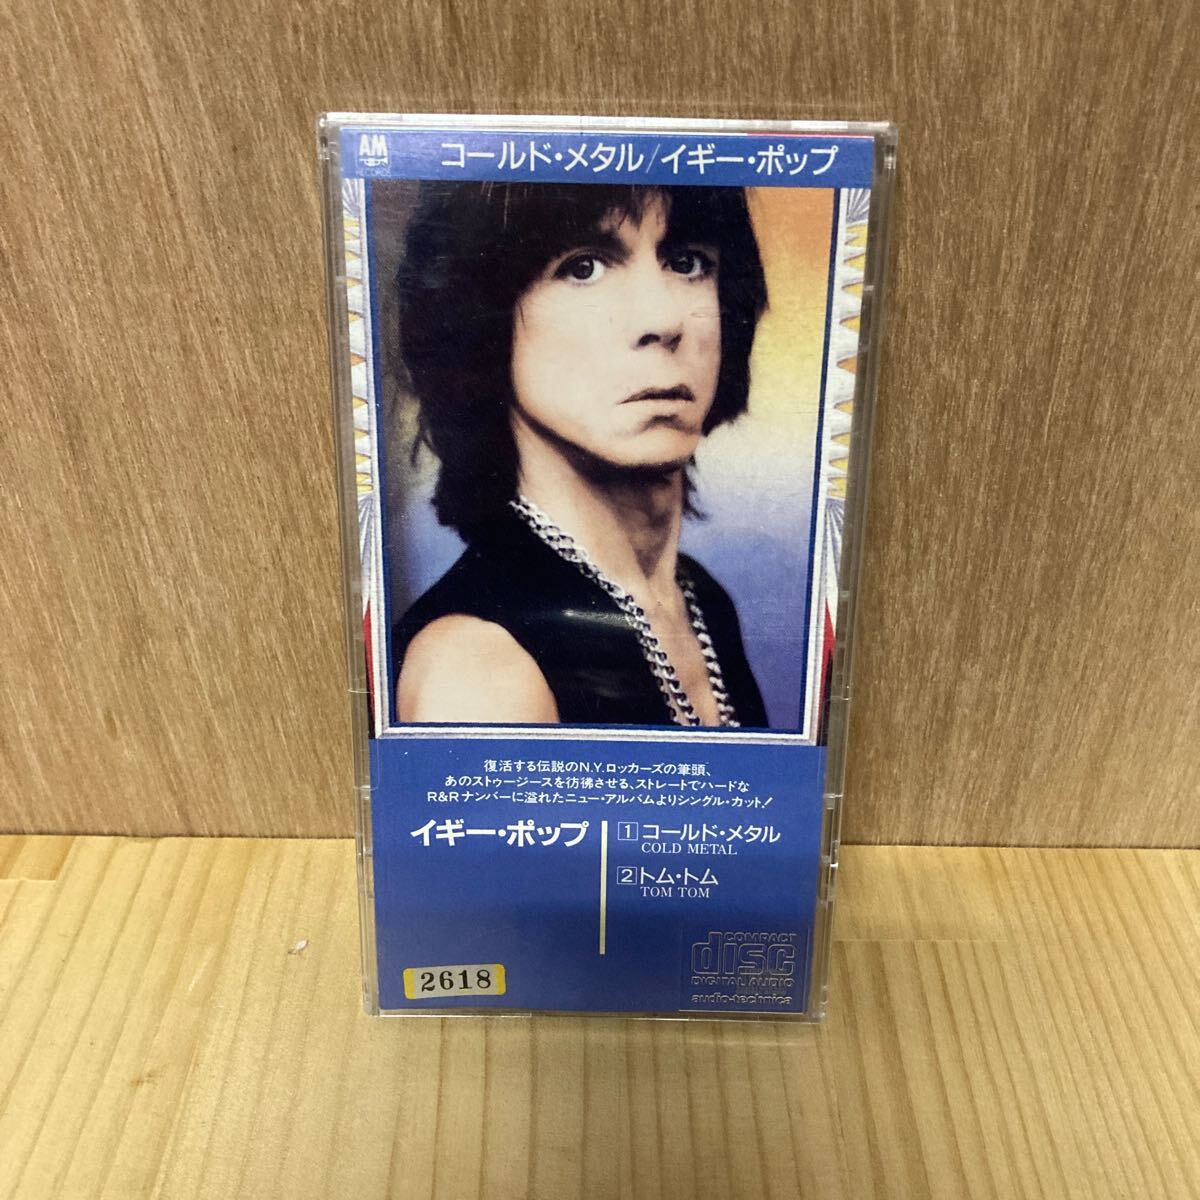 AM
RECORDS
コールド・メタル/イギー・ポップ
復活する伝説のN.Y.ロッカーズの筆頭、
あのストゥージースを彷彿させる、ストレートでハードな
R&Rナンバーに溢れたニュー・アルバムよりシングル・カット!
イギー・ポップ
1 コールド・メタル
COLD METAL
2 トム・トム
TOM TOM
2618
COMPACT
disc
DIGITAL AUDIO
audio-technica